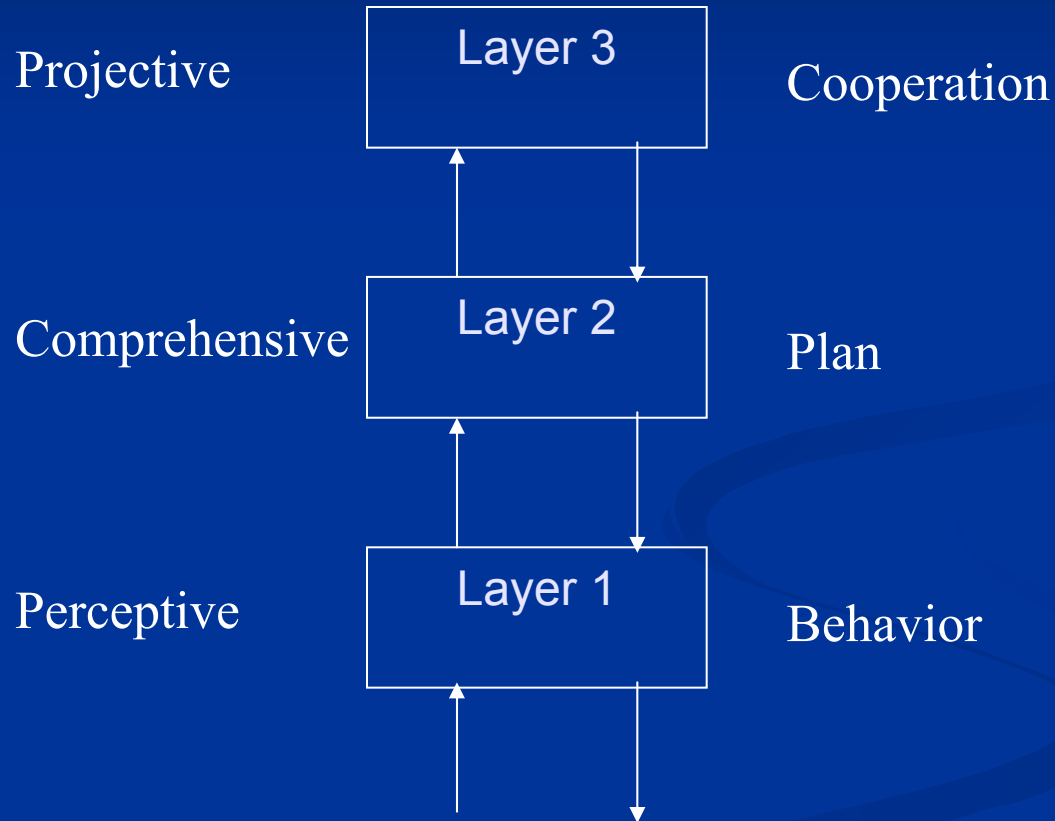 Projective
Layer 3
Cooperation
Comprehensive
Layer 2
Plan
Perceptive
Layer 1
Behavior